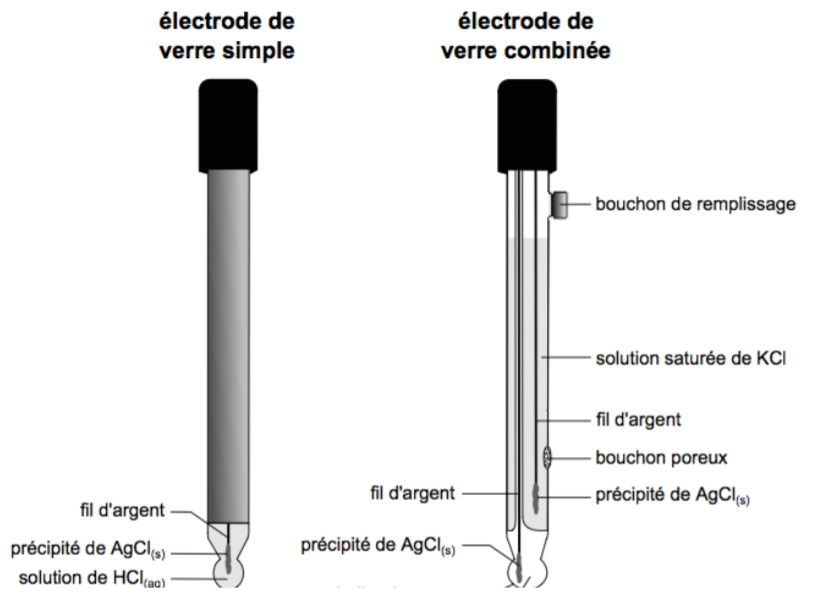 électrode de
verre simple
électrode de
verre combinée
bouchon de remplissage
solution saturée de KCl
fil d'argent
bouchon poreux
précipité de AgCl(s)
fil d'argent
précipité de AgCl(s)
fil d'argent
précipité de AgCl(s)
solution de HCl(aq)